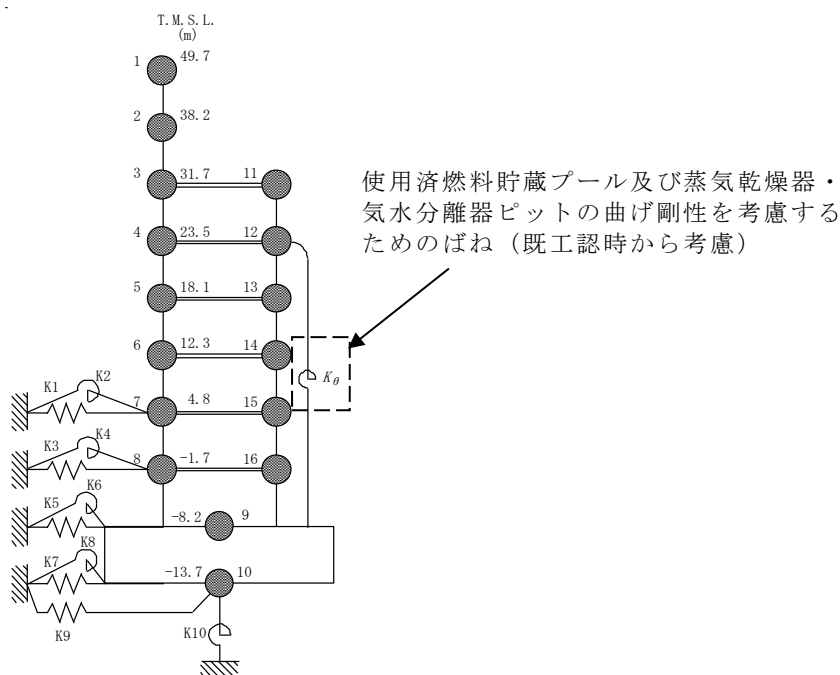 T.M.S.L.
(m)
1 49.7
2 38.2
3 31.7 11
使用済燃料貯蔵プール及び蒸気乾燥器・
気水分離器ピットの曲げ剛性を考慮する
ためのばね（既工認時から考慮）
4 23.5 12
5 18.1 13
6 12.3 14
Kθ
K1 K2
7 4.8 15
K3 K4
8 -1.7 16
K5 K6
-8.2 9
K7 K8
-13.7 10
K9
K10